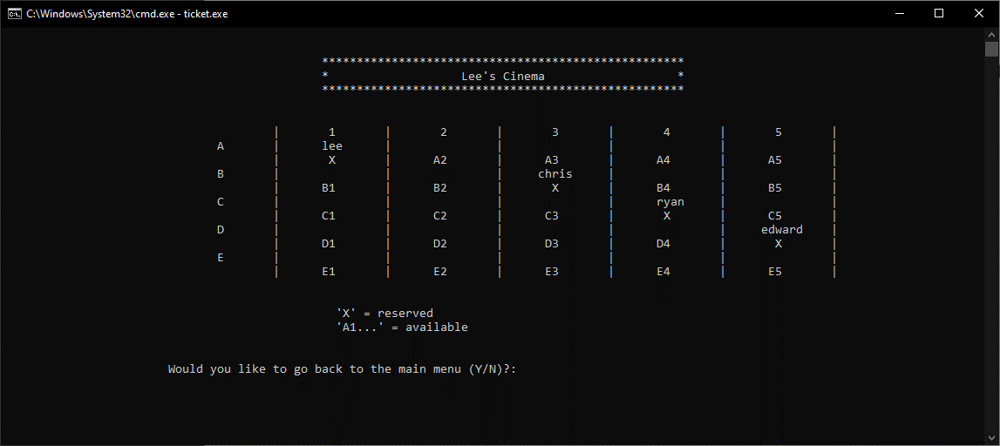 C:\Windows\System32\cmd.exe - ticket.exe
****************************************************
* Lee's Cinema *
****************************************************
| 1 | 2 | 3 | 4 | 5 |
A | lee | | | | |
| X | A2 | A3 | A4 | A5 |
B | | | chris | | |
| B1 | B2 | X | B4 | B5 |
C | | | | ryan | |
| C1 | C2 | C3 | X | C5 |
D | | | | | edward |
| D1 | D2 | D3 | D4 | X |
E | | | | | |
| E1 | E2 | E3 | E4 | E5 |
'X' = reserved
'A1...' = available
Would you like to go back to the main menu (Y/N)?: